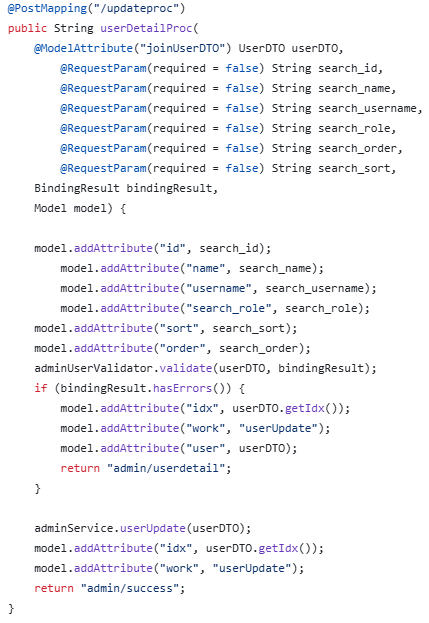 @PostMapping("/updateproc")
public String userDetailProc(
    @ModelAttribute("joinUserDTO") UserDTO userDTO,
        @RequestParam(required = false) String search_id,
        @RequestParam(required = false) String search_name,
        @RequestParam(required = false) String search_username,
        @RequestParam(required = false) String search_role,
        @RequestParam(required = false) String search_order,
        @RequestParam(required = false) String search_sort,
    BindingResult bindingResult,
    Model model) {

    model.addAttribute("id", search_id);
        model.addAttribute("name", search_name);
        model.addAttribute("username", search_username);
        model.addAttribute("search_role", search_role);
    model.addAttribute("sort", search_sort);
    model.addAttribute("order", search_order);
    adminUserValidator.validate(userDTO, bindingResult);
    if (bindingResult.hasErrors()) {
        model.addAttribute("idx", userDTO.getIdx());
        model.addAttribute("work", "userUpdate");
        model.addAttribute("user", userDTO);
        return "admin/userdetail";
    }

    adminService.userUpdate(userDTO);
    model.addAttribute("idx", userDTO.getIdx());
    model.addAttribute("work", "userUpdate");
    return "admin/success";
}